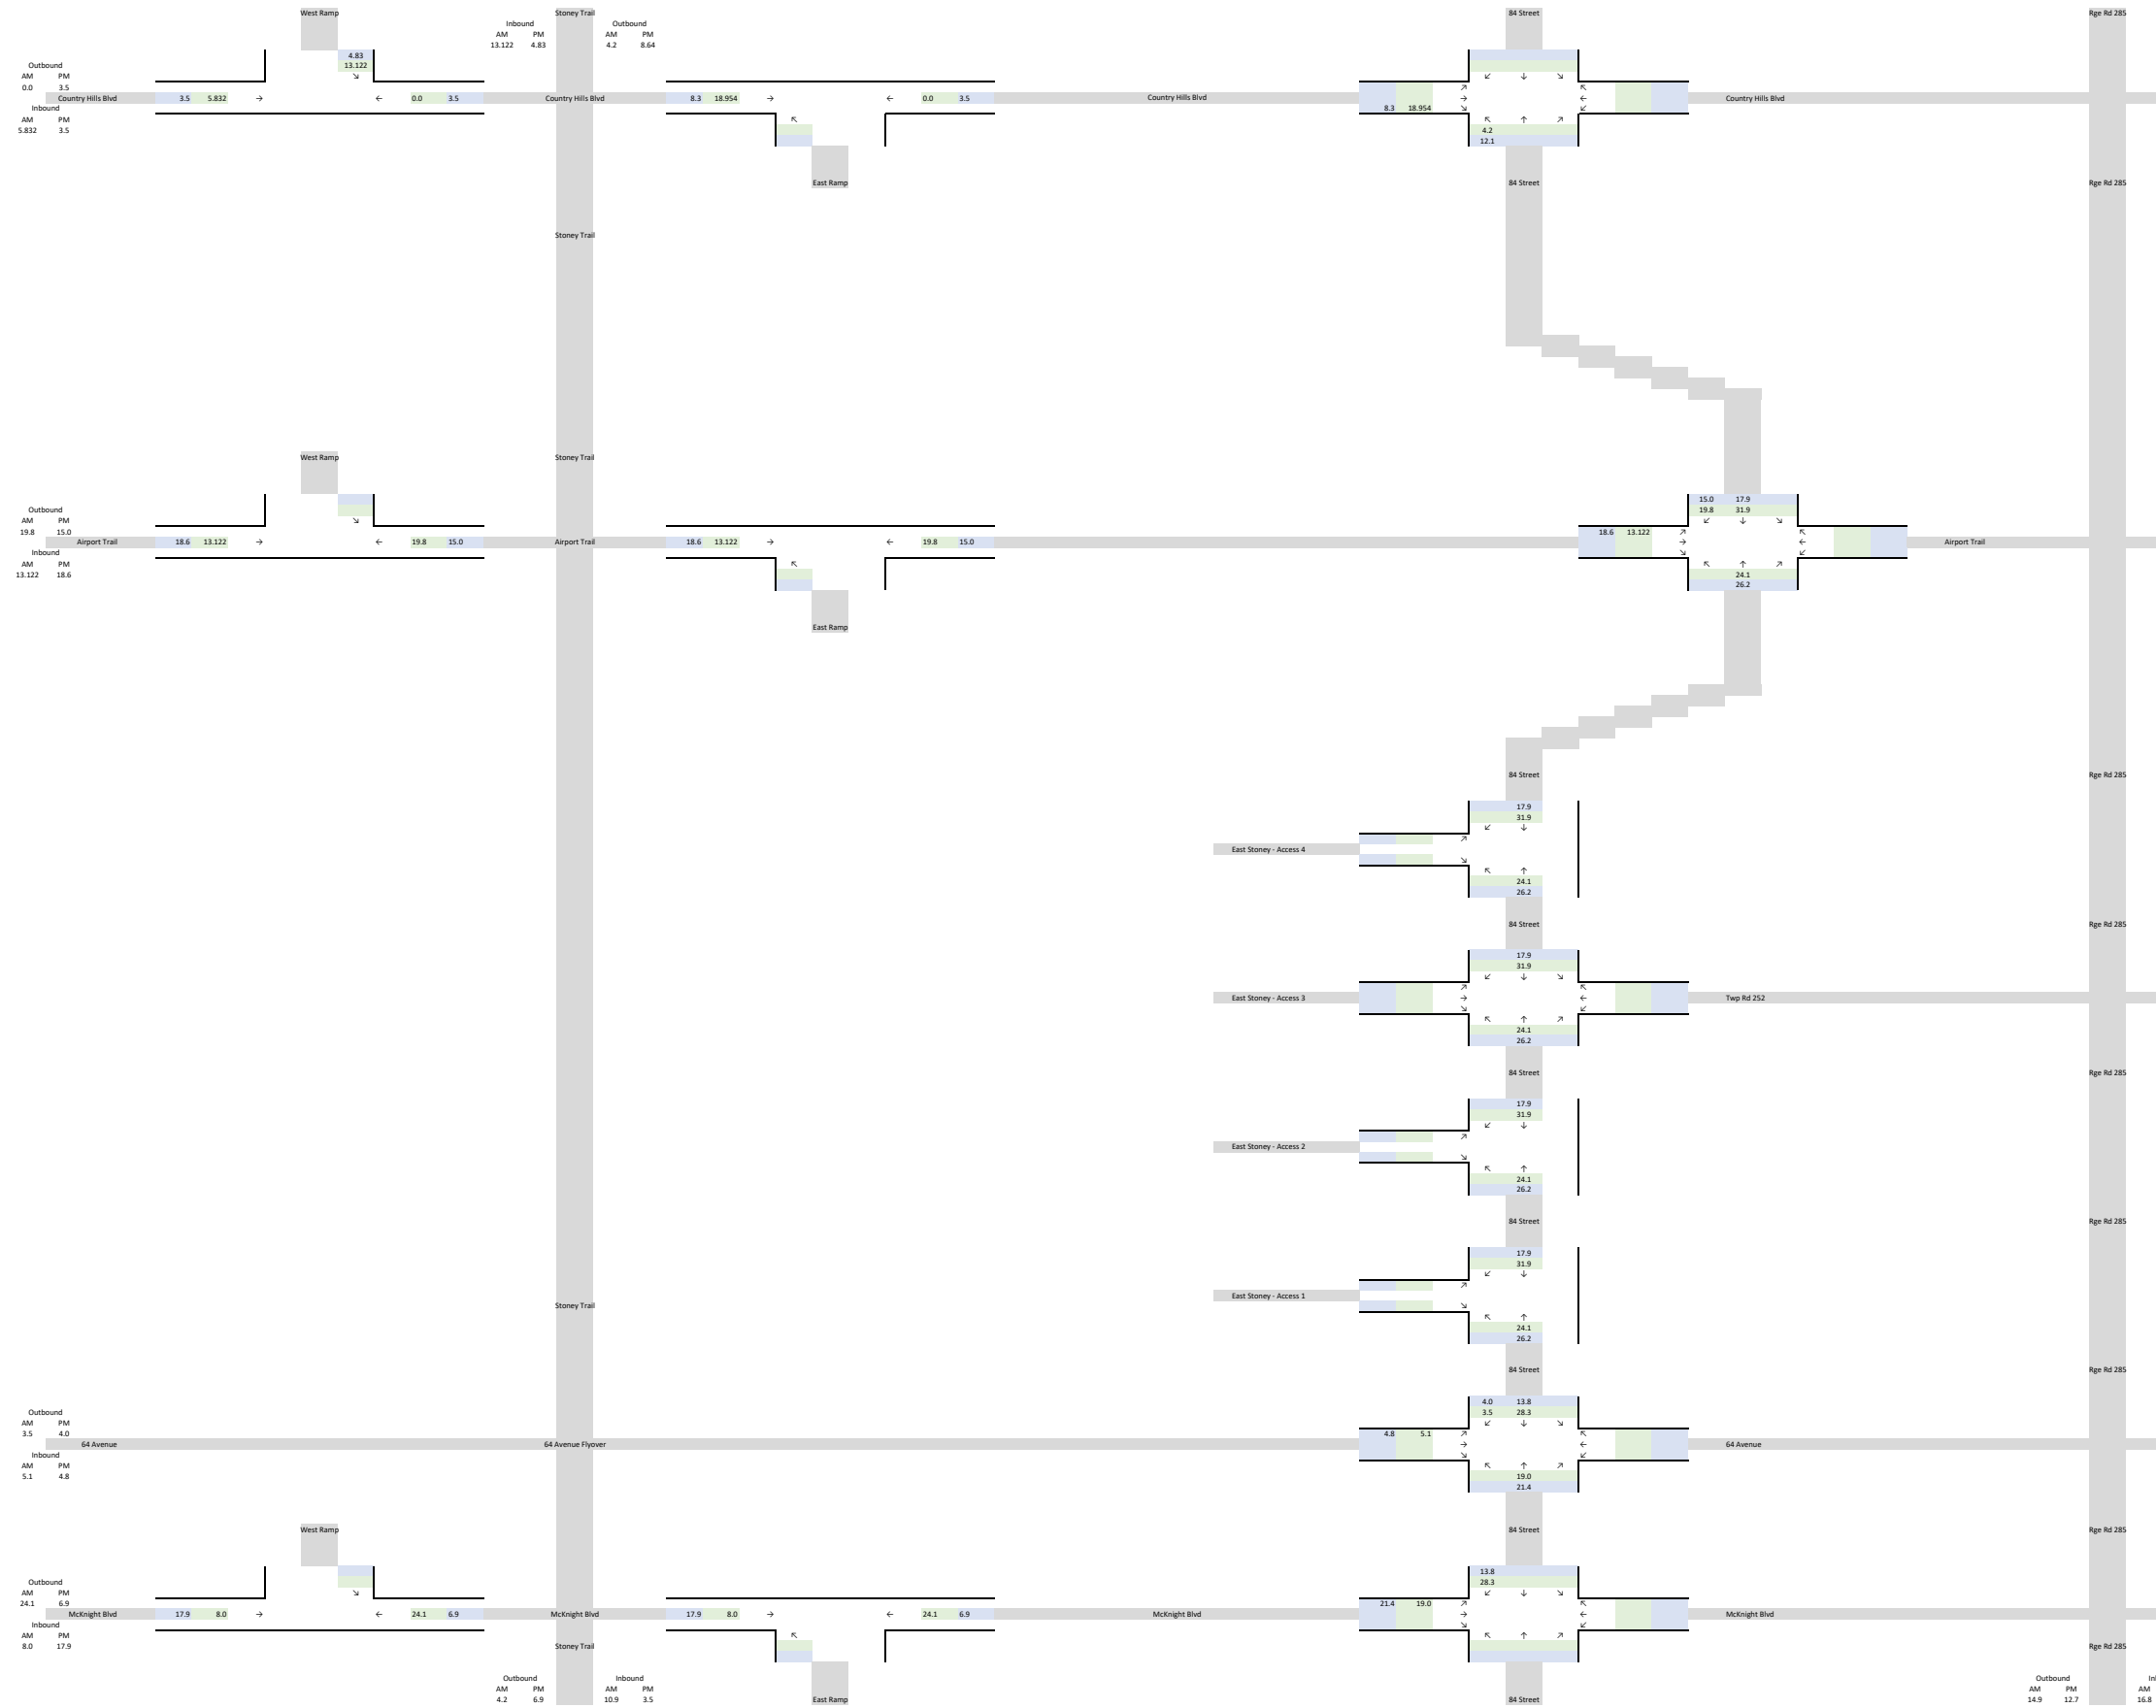 West Ramp Stoney Trail 84 Street Rge Rd 285
Inbound Outbound
AM PM AM PM
13.122 4.83 4.2 8.64
4.83
13.122
Outbound
↘ ↙ ↓ ↘
AM PM
0.0 3.5
↗ ↖
Country Hills Blvd 3.5 5.832 → ← 0.0 3.5 Country Hills Blvd 8.3 18.954 → ← 0.0 3.5 Country Hills Blvd → ← Country Hills Blvd
Inbound
8.3 18.954 ↘ ↙
AM PM
↖ ↖ ↑ ↗
5.832 3.5
4.2
12.1
East Ramp 84 Street Rge Rd 285
Stoney Trail
West Ramp Stoney Trail
15.0 17.9
19.8 31.9
Outbound
AM PM
↘ ↙ ↓ ↘
19.8 15.0
18.6 13.122 ↗ ↖
Airport Trail 18.6 13.122 → ← 19.8 15.0 Airport Trail 18.6 13.122 → ← 19.8 15.0 → ← Airport Trail
Inbound
↘ ↙
AM PM
↖ ↖ ↑ ↗
13.122 18.6
24.1
26.2
East Ramp
84 Street Rge Rd 285
17.9
31.9
↙ ↓
↗
East Stoney - Access 4
↘
↖ ↑
24.1
26.2
84 Street Rge Rd 285
17.9
31.9
↙ ↓ ↘
↗ ↖
East Stoney - Access 3 → ← Twp Rd 252
↘ ↙
↖ ↑ ↗
24.1
26.2
84 Street Rge Rd 285
17.9
31.9
↙ ↓
↗
East Stoney - Access 2
↘
↖ ↑
24.1
26.2
84 Street Rge Rd 285
17.9
31.9
↙ ↓
↗
East Stoney - Access 1
Stoney Trail ↘
↖ ↑
24.1
26.2
84 Street Rge Rd 285
4.0 13.8
Outbound 3.5 28.3
AM PM ↙ ↓ ↘
3.5 4.0 4.8 5.1 ↗ ↖
64 Avenue 64 Avenue Flyover → ← 64 Avenue
Inbound ↘ ↙
AM PM ↖ ↑ ↗
5.1 4.8 19.0
21.4
West Ramp 84 Street Rge Rd 285
13.8
Outbound 28.3
AM PM ↘ ↙ ↓ ↘
24.1 6.9 21.4 19.0 ↗ ↖
McKnight Blvd 17.9 8.0 → ← 24.1 6.9 McKnight Blvd 17.9 8.0 → ← 24.1 6.9 McKnight Blvd → ← McKnight Blvd
Inbound ↘ ↙
AM PM ↖ ↖ ↑ ↗
8.0 17.9 Stoney Trail Rge Rd 285
Outbound Inbound Outbound
AM PM AM PM AM PM AM
4.2 6.9 10.9 3.5 East Ramp 84 Street 14.9 12.7 16.8